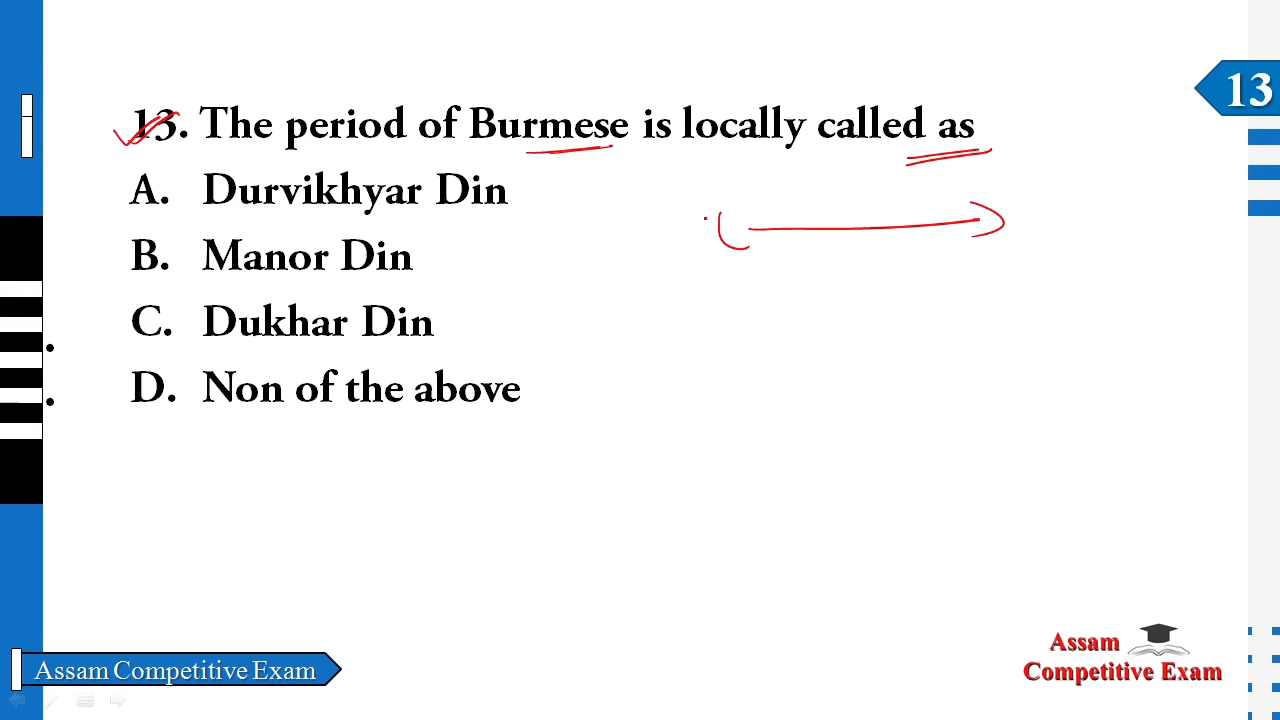 13
13. The period of Burmese is locally called as
A. Durvikhyar Din
B. Manor Din
C. Dukhar Din
D. Non of the above
Assam Competitive Exam
Assam
Competitive Exam